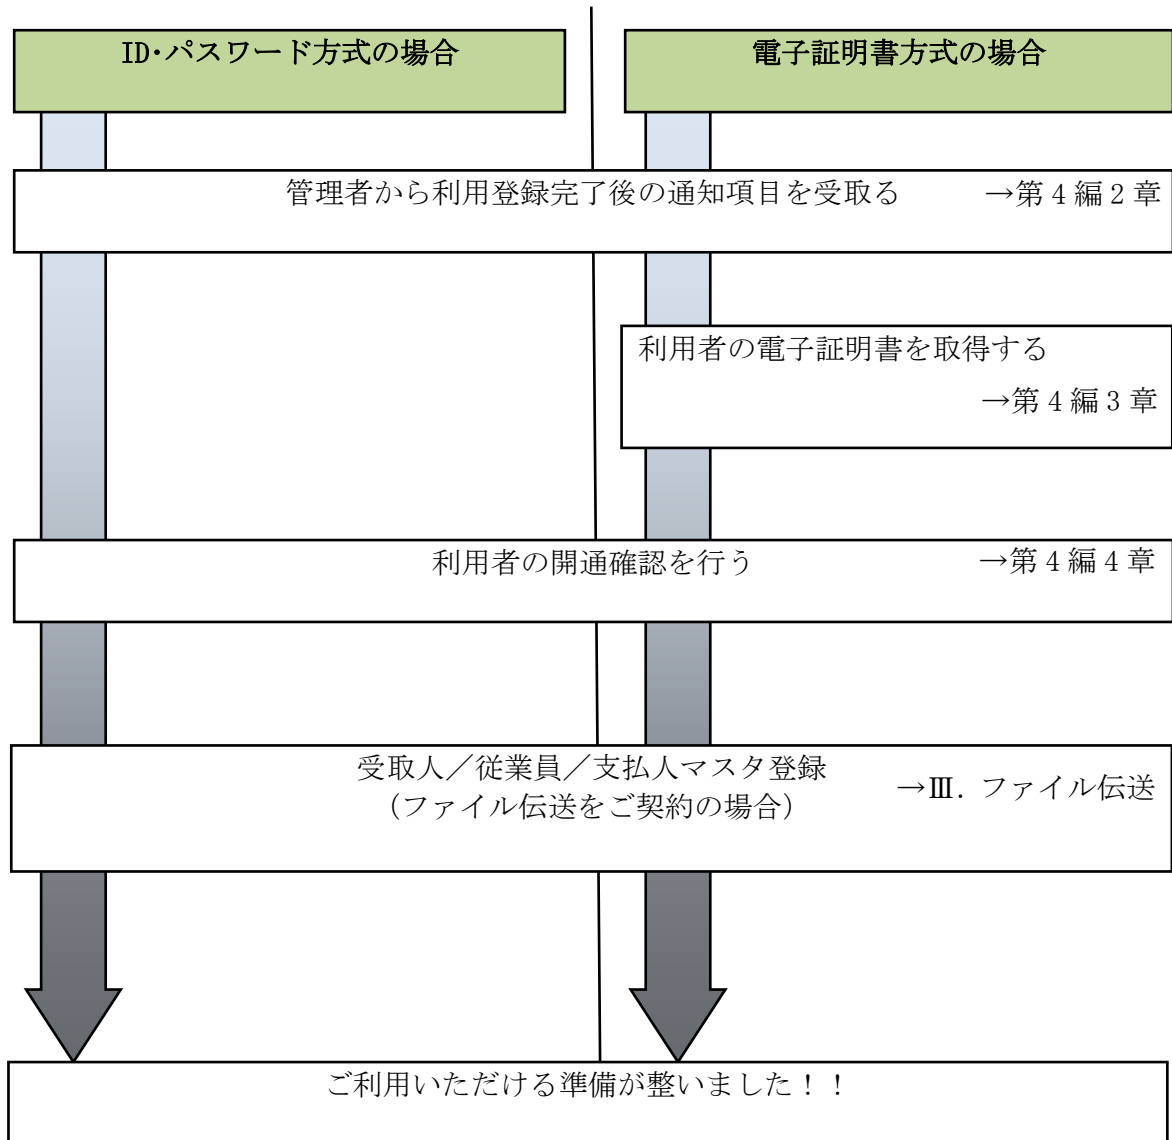 ID・パスワード方式の場合
電子証明書方式の場合
管理者から利用登録完了後の通知項目を受取る →第４編２章
利用者の電子証明書を取得する
→第４編３章
利用者の開通確認を行う →第４編４章
受取人／従業員／支払人マスタ登録
（ファイル伝送をご契約の場合）
→Ⅲ．ファイル伝送
ご利用いただける準備が整いました！！